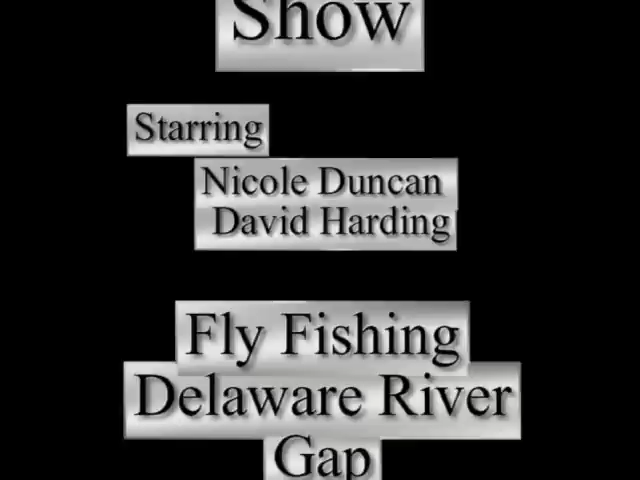 Show
Starring
Nicole Duncan
David Harding
Fly Fishing
Delaware River
Gap